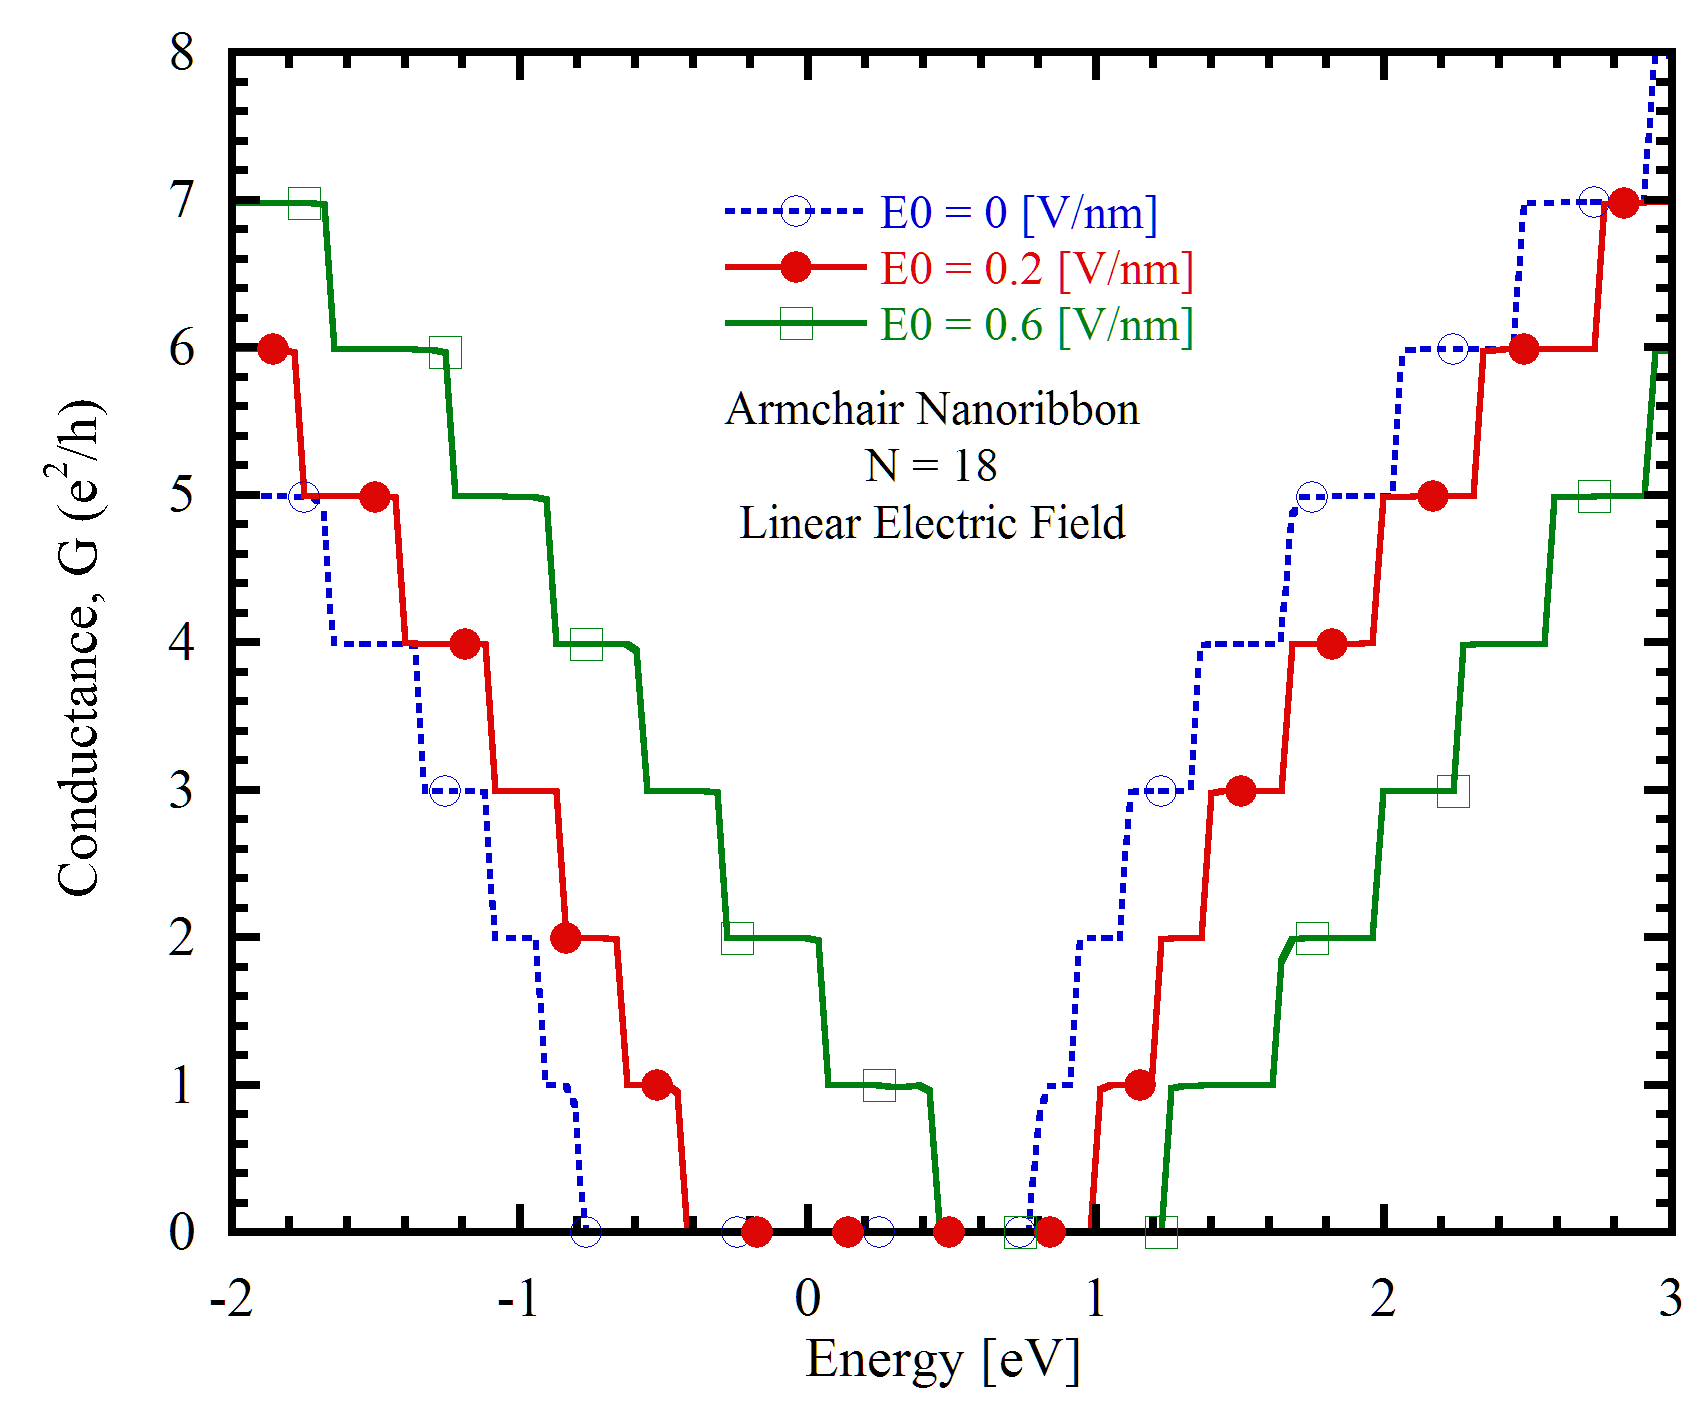 8
7
6
5
4
3
2
1
0
Conductance, G (e²/h)
E0 = 0 [V/nm]
E0 = 0.2 [V/nm]
E0 = 0.6 [V/nm]
Armchair Nanoribbon
N = 18
Linear Electric Field
-2 -1 0 1 2 3
Energy [eV]